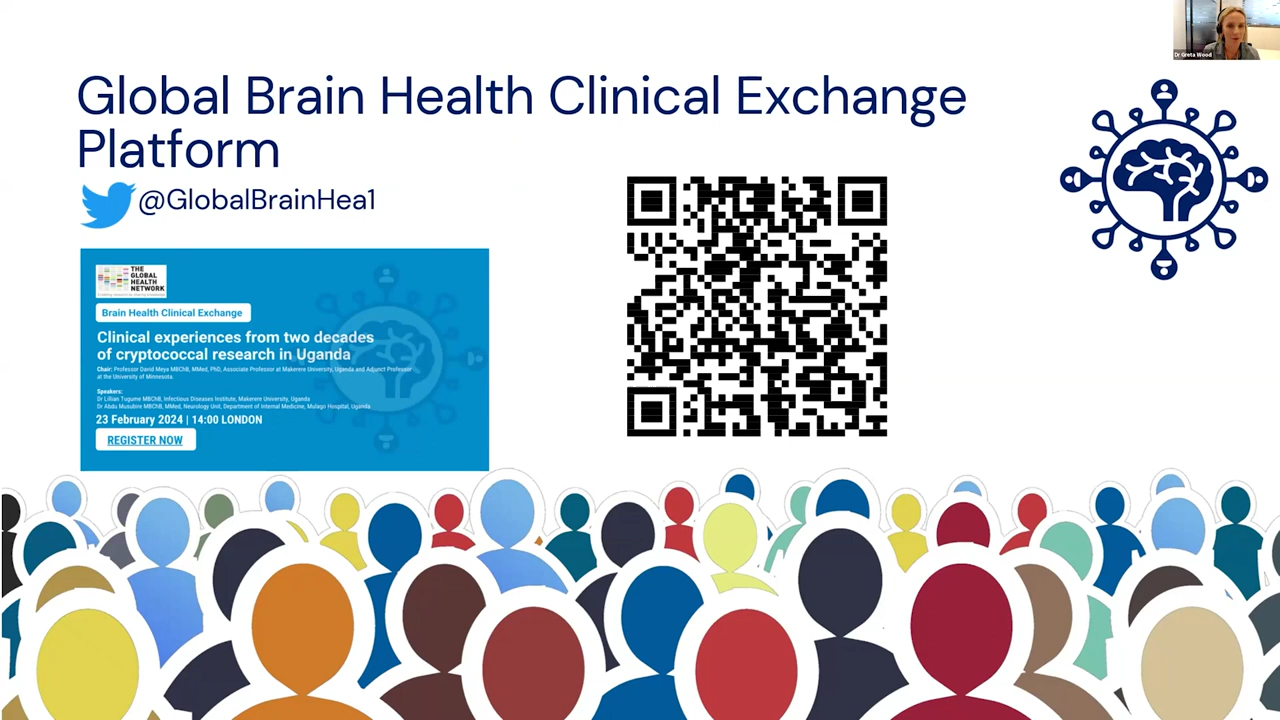 Dr Greta Wood
Global Brain Health Clinical Exchange
Platform
@GlobalBrainHea1
THE
GLOBAL
HEALTH
NETWORK
Brain Health Clinical Exchange
Clinical experiences from two decades
of cryptococcal research in Uganda
Chair: Professor David Meya MBChB, MMed, PhD, Associate Professor at Makerere University, Uganda and Adjunct Professor
at the University of Minnesota.
Speakers:
Dr Lillian Tugume MBChB, Infectious Diseases Institute, Makerere University, Uganda
Dr Abdu Musubire MBChB, MMed, Neurology Unit, Department of Internal Medicine, Mulago Hospital, Uganda
23 February 2024 | 14:00 LONDON
REGISTER NOW